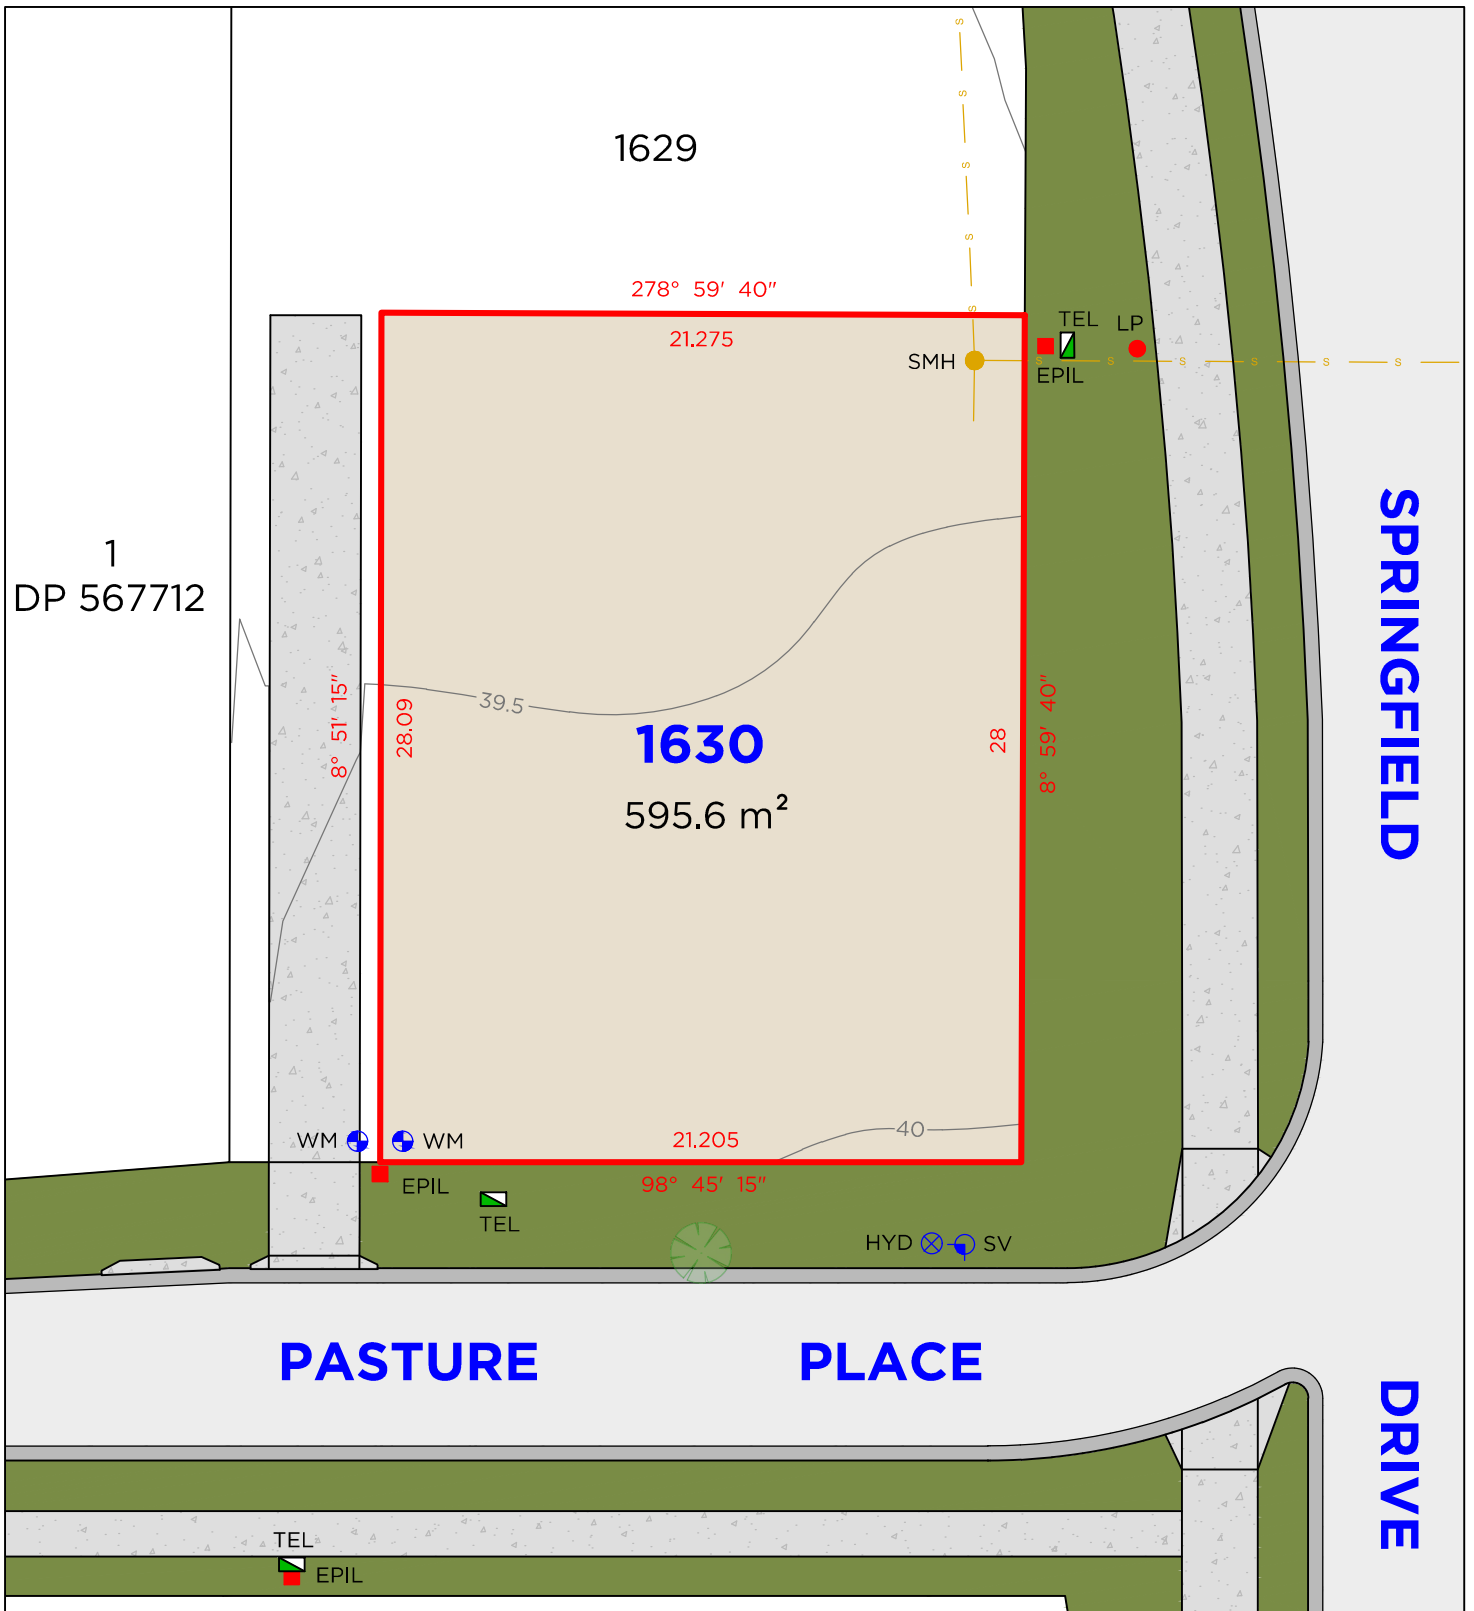 1629
278° 59' 40"
21.275
TEL
LP
SMH
EPIL
s
s
s
s
s
s
s
s
s
s
s
s
1
DP 567712
SPRINGFIELD
8° 51' 15"
28.09
39.5
1630
595.6 m²
28
8° 59' 40"
WM
WM
21.205
40
EPIL
98° 45' 15"
TEL
HYD
SV
PASTURE PLACE
DRIVE
TEL
EPIL